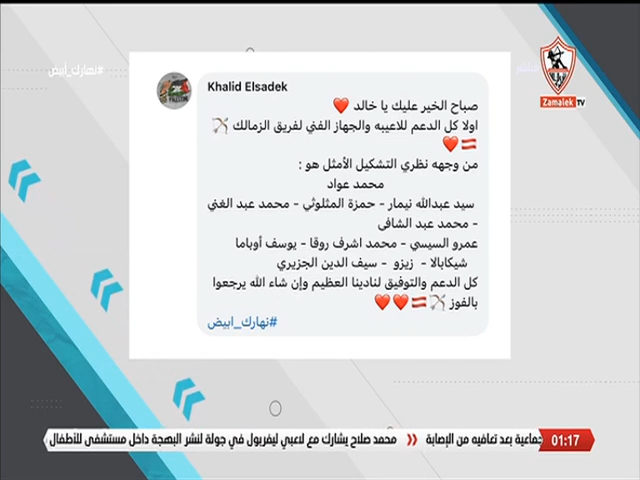 #نهارك_أبيض
Zamalek TV
Khalid Elsadek
صباح الخير عليك يا خالد ❤️
اولا كل الدعم للاعيبه والجهاز الفني لفريق الزمالك 🏹
🇦🇹❤️
من وجهه نظري التشكيل الأمثل هو :
محمد عواد
سيد عبدالله نيمار - حمزة المثلوثي - محمد عبد الغني
- محمد عبد الشافى
عمرو السيسي - محمد اشرف روقا - يوسف أوباما
شيكابالا - زيزو - سيف الدين الجزيري
كل الدعم والتوفيق لنادينا العظيم وإن شاء الله يرجعوا
بالفوز 🏹🇦🇹❤️❤️
#نهارك_ابيض
جماعية بعد تعافيه من الإصابة » محمد صلاح يشارك مع لاعبي ليفربول في جولة لنشر البهجة داخل مستشفى للأطفال
01:17